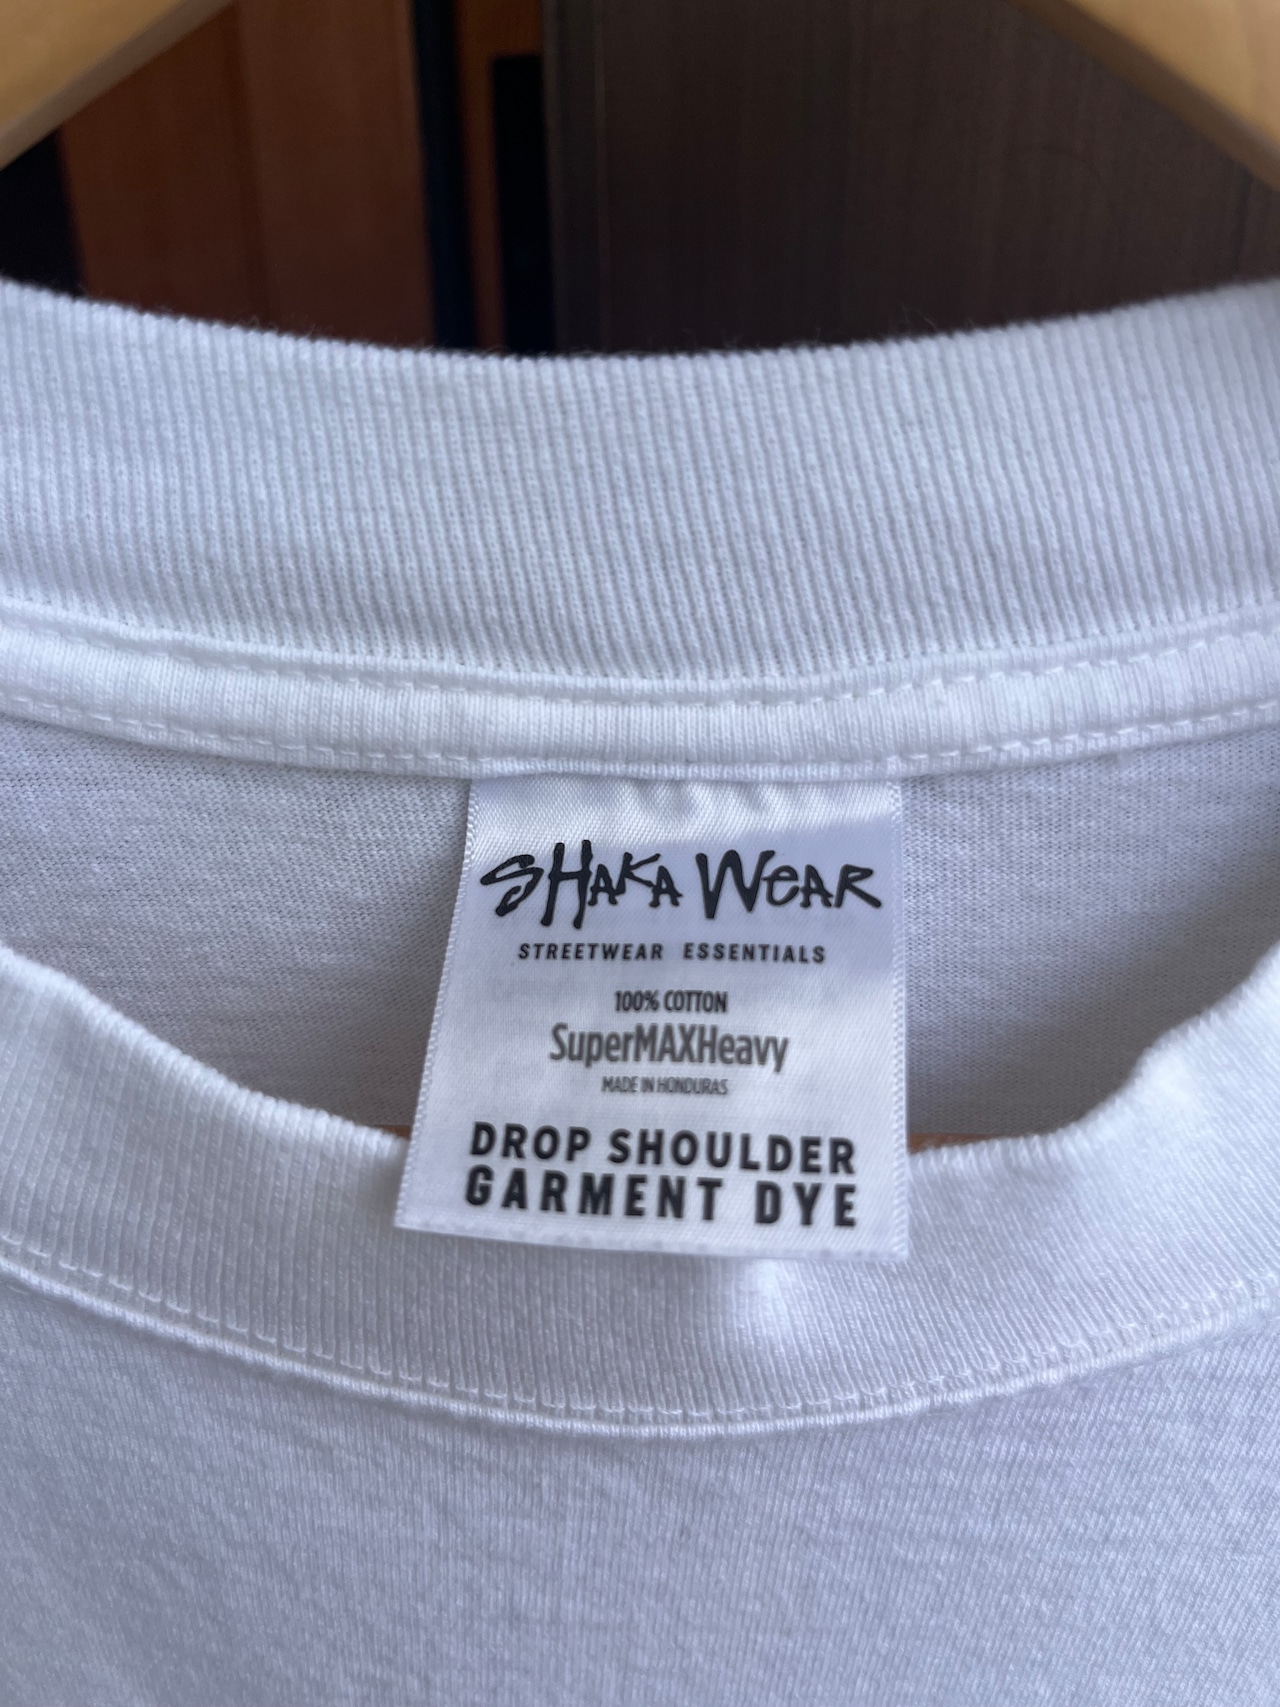 SHAKA WEAR
STREETWEAR ESSENTIALS
100% COTTON
SuperMAXHeavy
MADE IN HONDURAS
DROP SHOULDER
GARMENT DYE